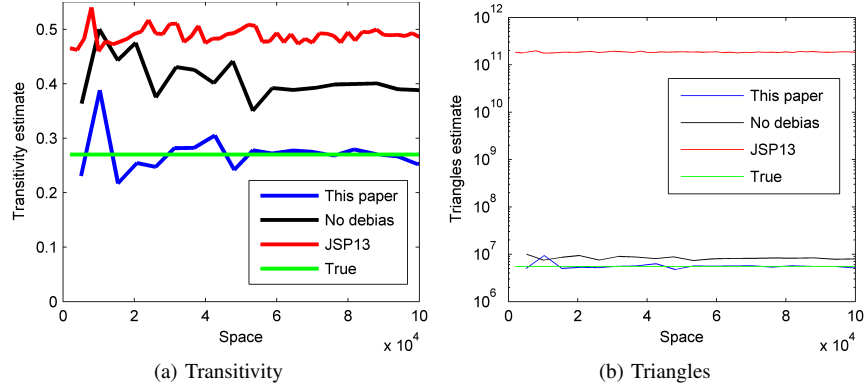 Transitivity estimate
0.5
0.4
0.3
0.2
0.1
0
0
2
4
6
8
10
Space
x 10^4
This paper
No debias
JSP13
True
(a) Transitivity
Triangles estimate
10^12
10^11
10^10
10^9
10^8
10^7
10^6
0
2
4
6
8
10
Space
x 10^4
This paper
No debias
JSP13
True
(b) Triangles